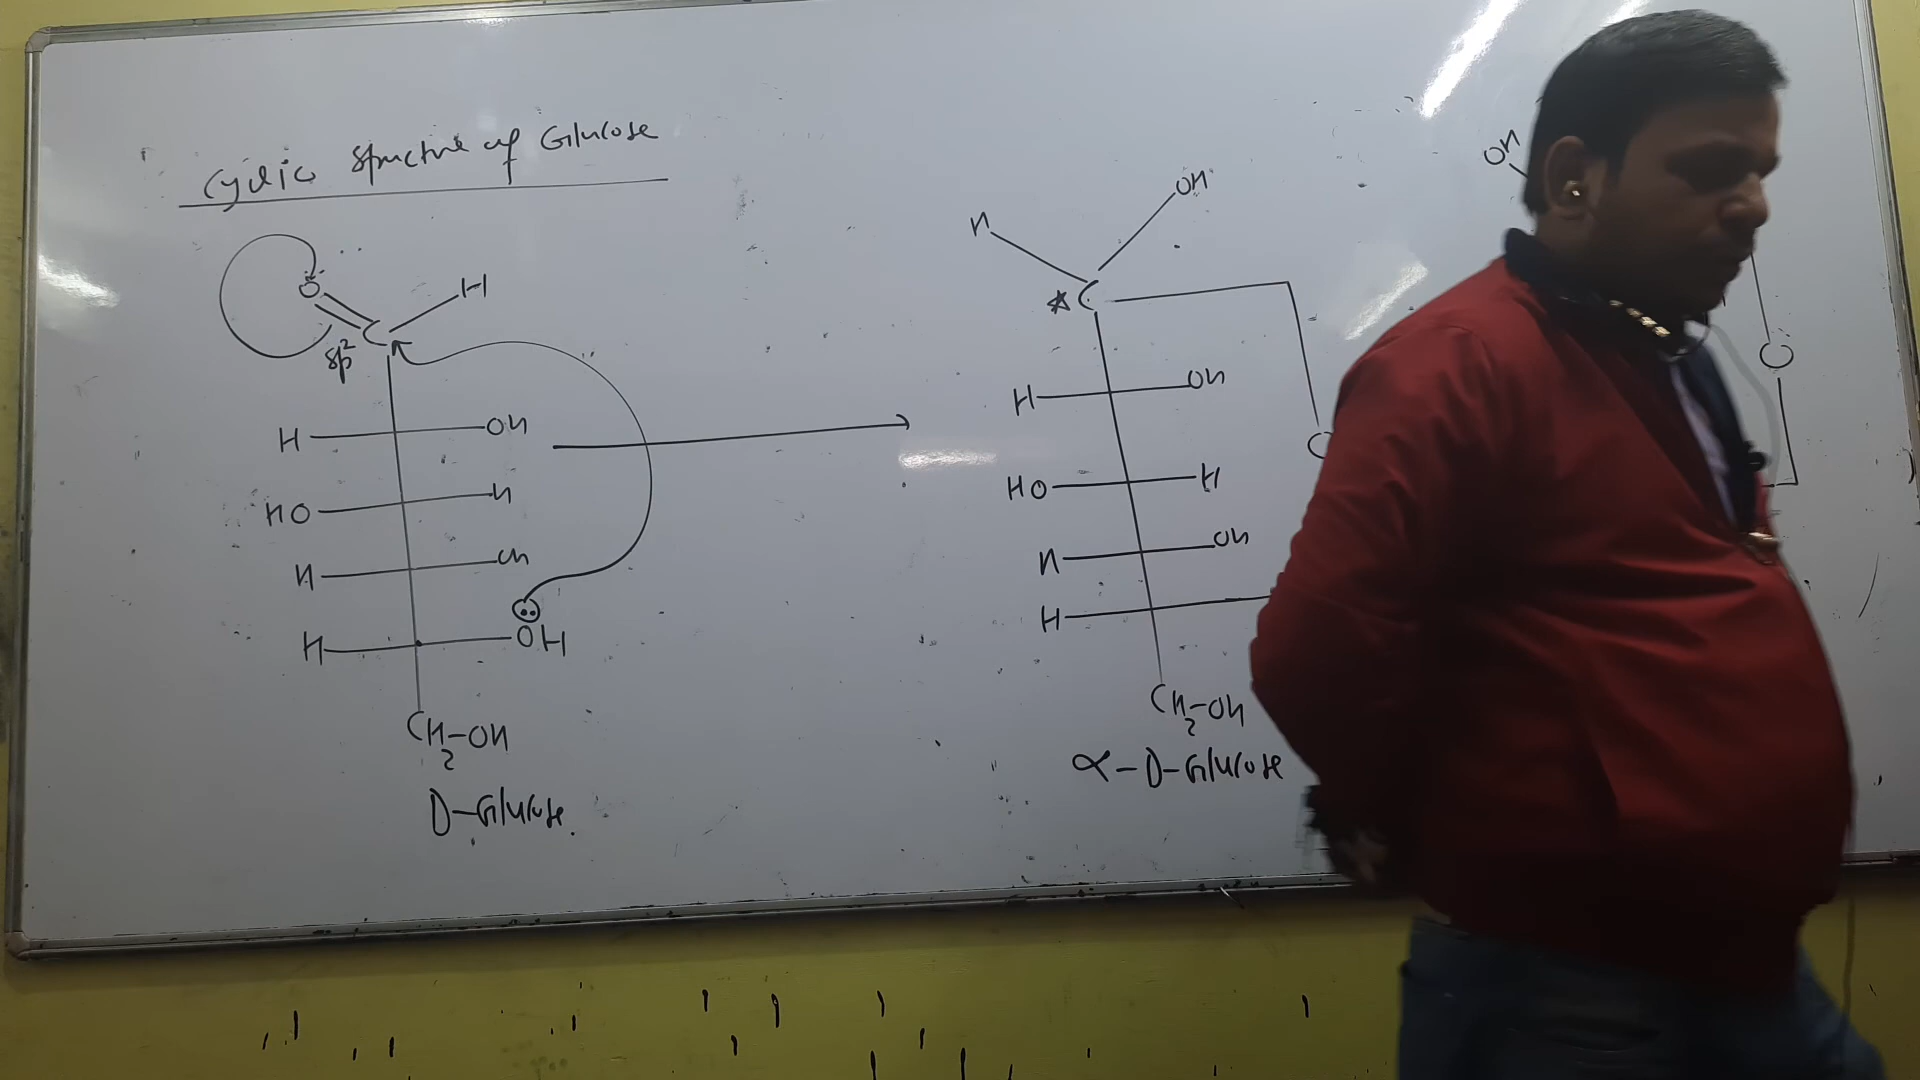 Cyclic Structure of Glucose
O
C
H
sp²
H OH
HO H
H OH
H OH
CH₂-OH
D-Glucose.
H OH
* C
H OH
HO H
H OH
H
O
CH₂-OH
α-D-Glucose
OH
O